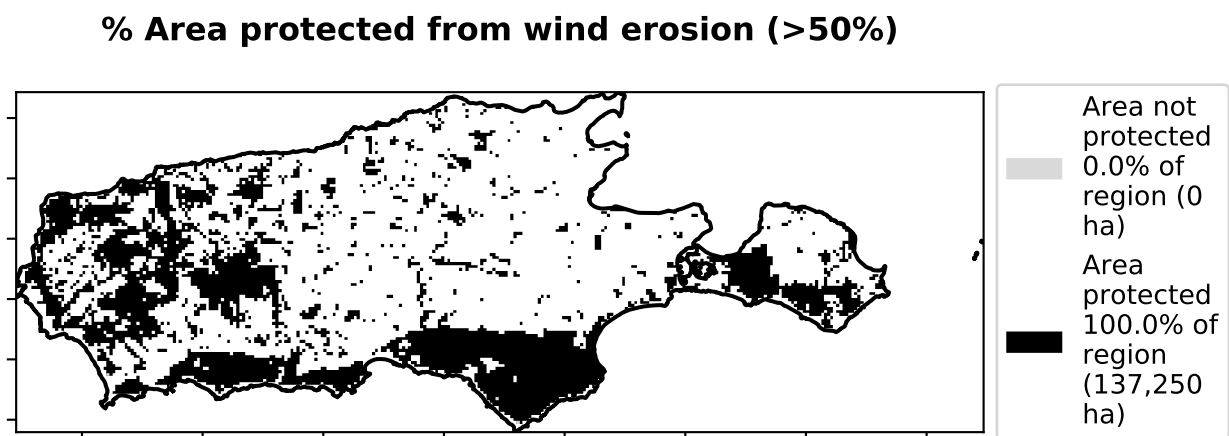 % Area protected from wind erosion (>50%)
Area not
protected
0.0% of
region (0
ha)
Area
protected
100.0% of
region
(137,250
ha)